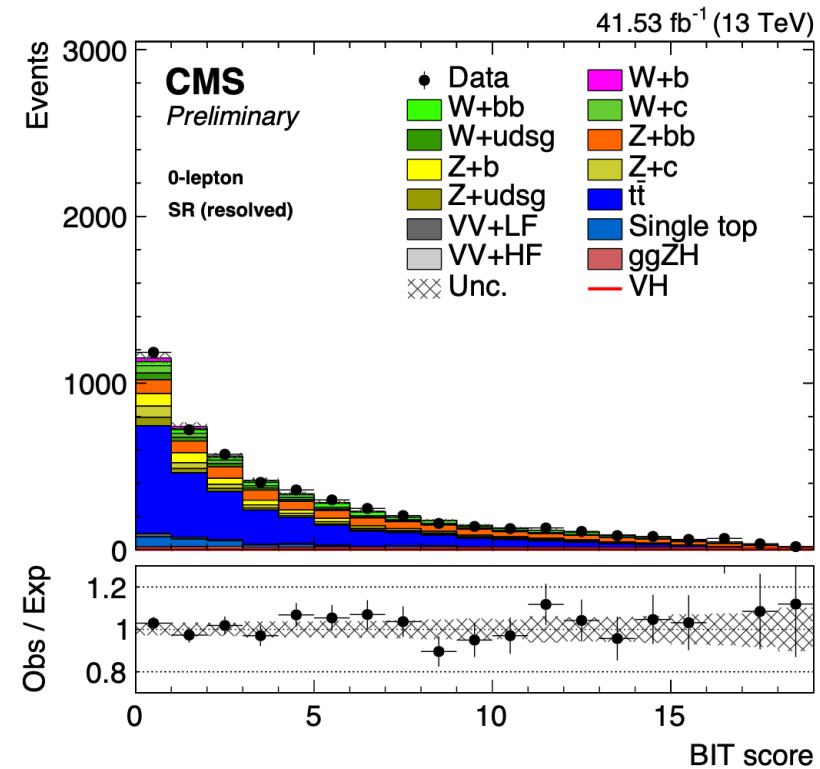 41.53 fb⁻¹ (13 TeV)
Events
3000
2000
1000
0
CMS
Preliminary
0-lepton
SR (resolved)
Data
W+b
W+bb
W+c
W+udsg
Z+bb
Z+b
Z+c
Z+udsg
tt̄
VV+LF
Single top
VV+HF
ggZH
Unc.
VH
Obs / Exp
1.2
1
0.8
0 5 10 15
BIT score